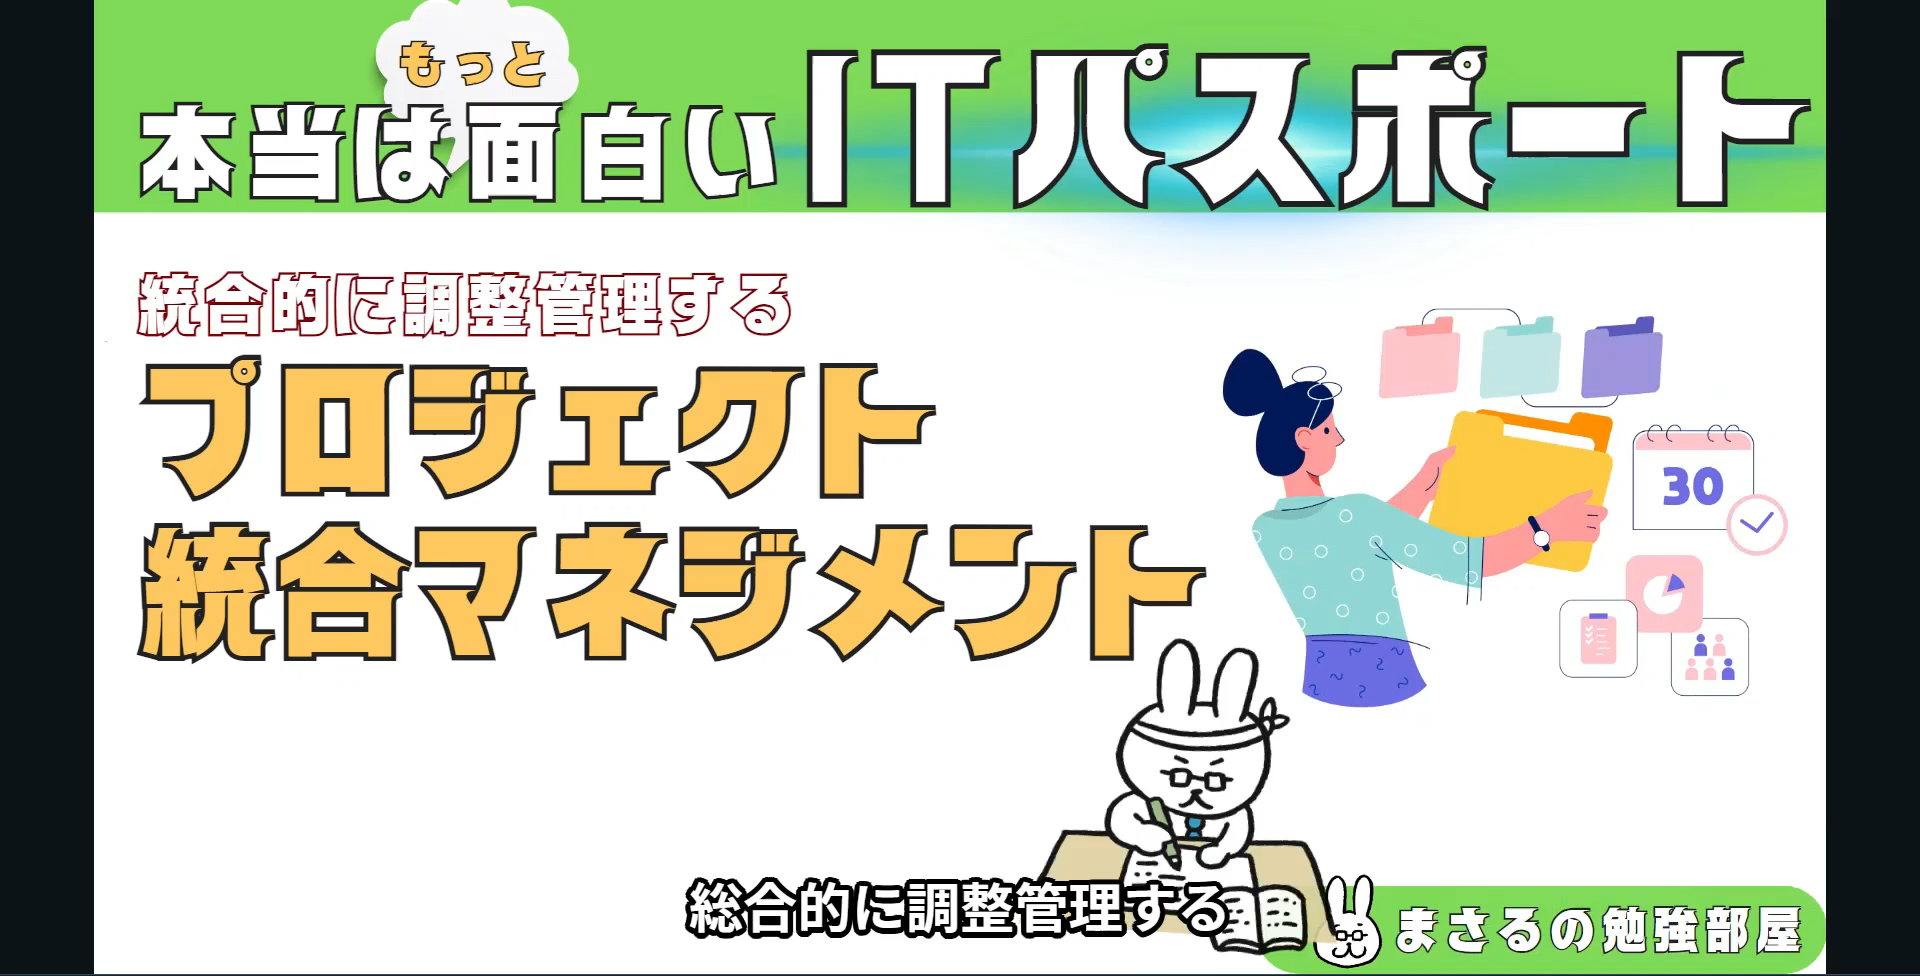 もっと
本当は面白いITパスポート
統合的に調整管理する
プロジェクト
統合マネジメント
30
総合的に調整管理する
まさるの勉強部屋